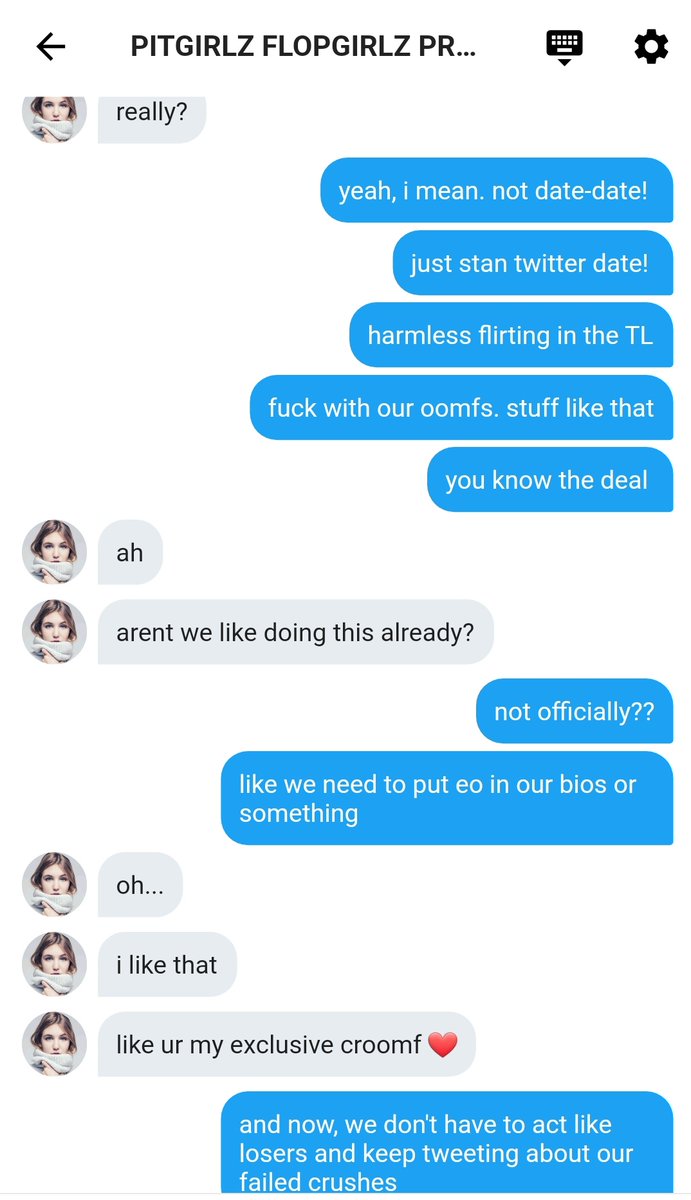 PITGIRLZ FLOPGIRLZ PR...
really?
yeah, i mean. not date-date!
just stan twitter date!
harmless flirting in the TL
fuck with our oomfs. stuff like that
you know the deal
ah
arent we like doing this already?
not officially??
like we need to put eo in our bios or
something
oh...
i like that
like ur my exclusive croomf ❤️
and now, we don't have to act like
losers and keep tweeting about our
failed crushes